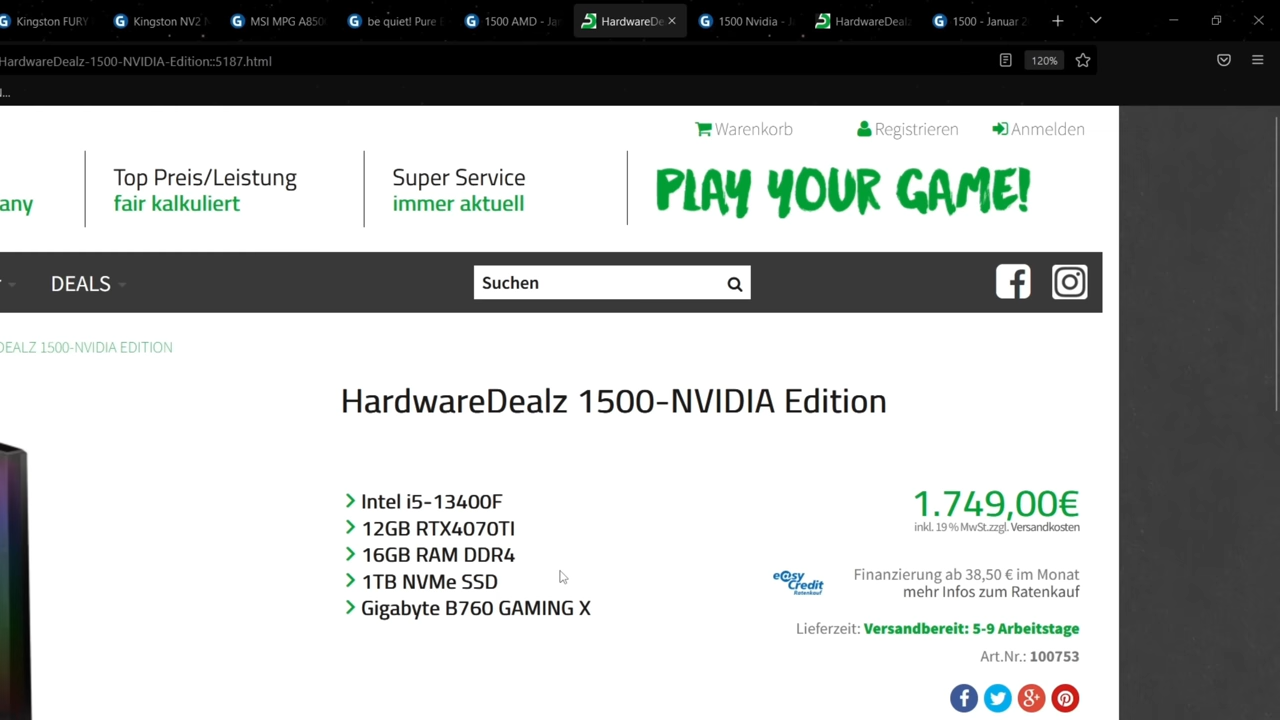 Kingston FURY
Kingston NV2
MSI MPG A850
be quiet! Pure
1500 AMD - Ja
HardwareDe
1500 Nvidia - J
HardwareDealz
1500 - Januar 2
HardwareDealz-1500-NVIDIA-Edition::5187.html
120%
Warenkorb
Registrieren
Anmelden
any
Top Preis/Leistung
fair kalkuliert
Super Service
immer aktuell
PLAY YOUR GAME!
DEALS
Suchen
DEALZ 1500-NVIDIA EDITION
HardwareDealz 1500-NVIDIA Edition
Intel i5-13400F
12GB RTX4070TI
16GB RAM DDR4
1TB NVMe SSD
Gigabyte B760 GAMING X
1.749,00€
inkl. 19 % MwSt.zzgl. Versandkosten
easy Credit Ratenkauf
Finanzierung ab 38,50 € im Monat
mehr Infos zum Ratenkauf
Lieferzeit: Versandbereit: 5-9 Arbeitstage
Art.Nr.: 100753